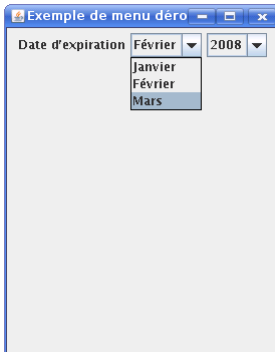 Exemple de menu déro
Date d'expiration Février 2008
Janvier
Février
Mars